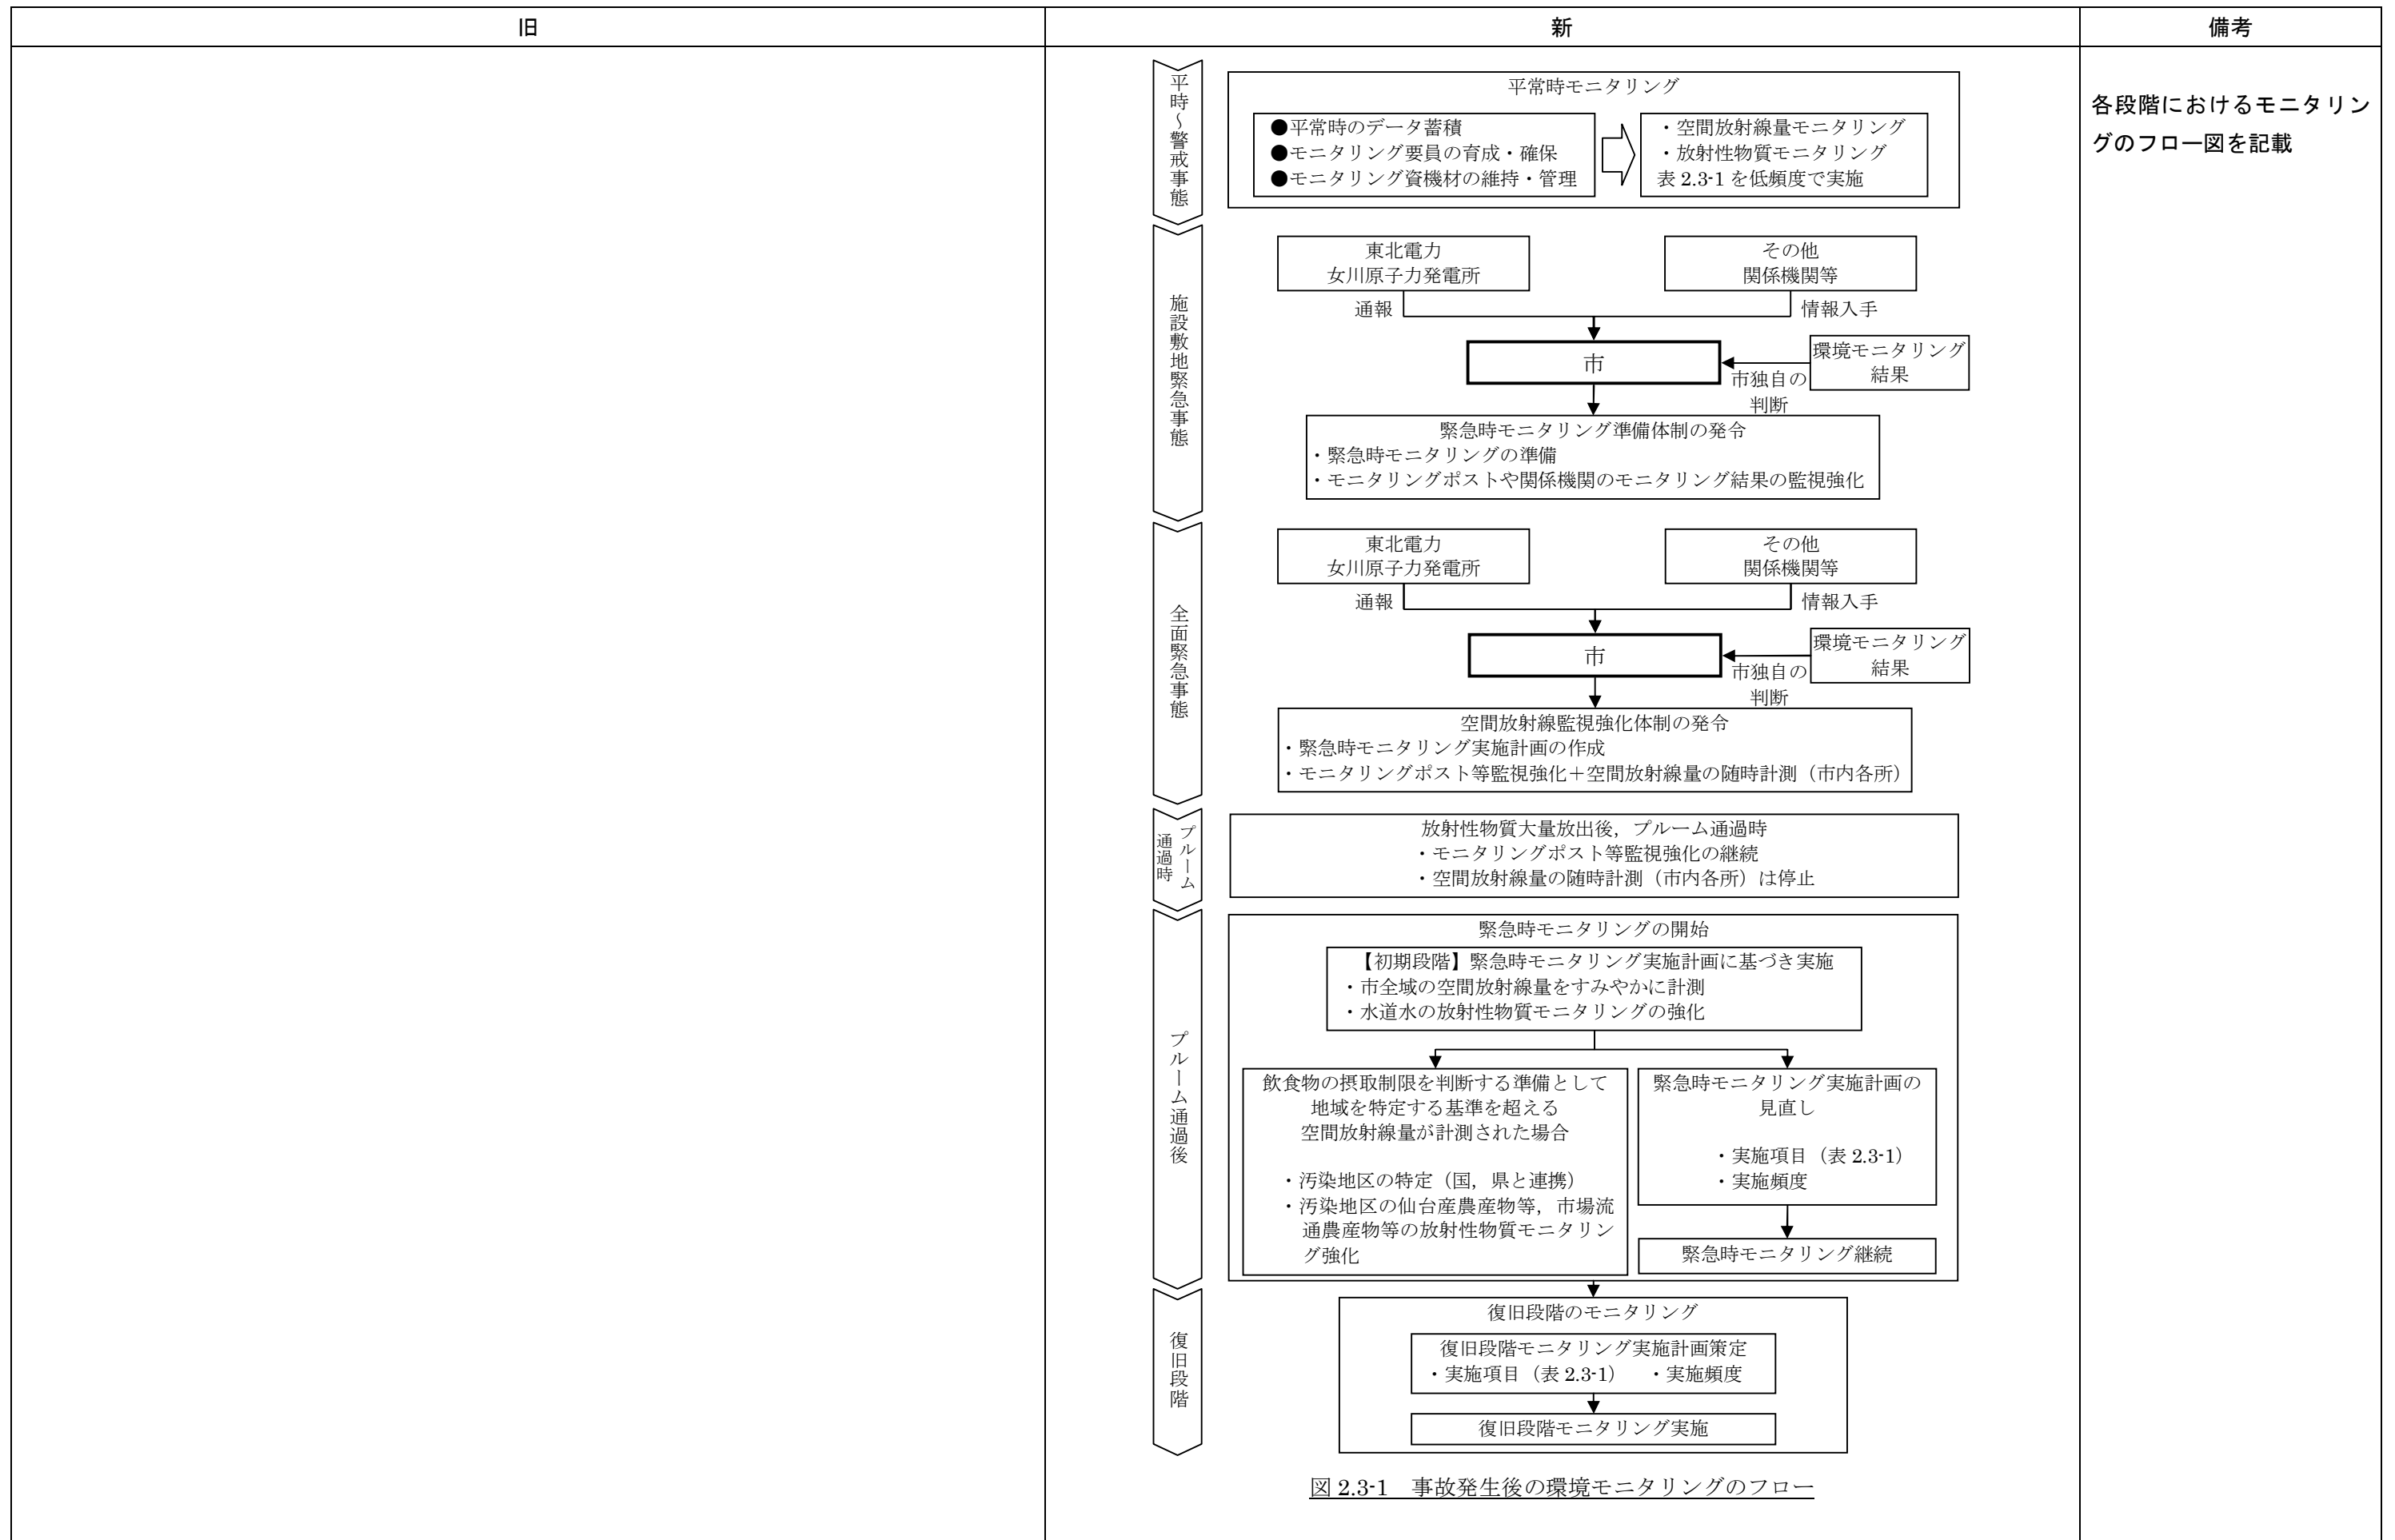 旧
新
備考
平時～警戒事態
平常時モニタリング
●平常時のデータ蓄積
●モニタリング要員の育成・確保
●モニタリング資機材の維持・管理
・空間放射線量モニタリング
・放射性物質モニタリング
表 2.3-1 を低頻度で実施
各段階におけるモニタリン
グのフロー図を記載
施設敷地緊急事態
東北電力
女川原子力発電所
その他
関係機関等
通報
情報入手
市
環境モニタリング
結果
市独自の
判断
緊急時モニタリング準備体制の発令
・緊急時モニタリングの準備
・モニタリングポストや関係機関のモニタリング結果の監視強化
全面緊急事態
東北電力
女川原子力発電所
その他
関係機関等
通報
情報入手
市
環境モニタリング
結果
市独自の
判断
空間放射線監視強化体制の発令
・緊急時モニタリング実施計画の作成
・モニタリングポスト等監視強化＋空間放射線量の随時計測（市内各所）
プルーム
通過時
放射性物質大量放出後，プルーム通過時
・モニタリングポスト等監視強化の継続
・空間放射線量の随時計測（市内各所）は停止
プルーム通過後
緊急時モニタリングの開始
【初期段階】緊急時モニタリング実施計画に基づき実施
・市全域の空間放射線量をすみやかに計測
・水道水の放射性物質モニタリングの強化
飲食物の摂取制限を判断する準備として
地域を特定する基準を超える
空間放射線量が計測された場合
・汚染地区の特定（国，県と連携）
・汚染地区の仙台産農産物等，市場流
通農産物等の放射性物質モニタリン
グ強化
緊急時モニタリング実施計画の
見直し
・実施項目（表 2.3-1）
・実施頻度
緊急時モニタリング継続
復旧段階
復旧段階のモニタリング
復旧段階モニタリング実施計画策定
・実施項目（表 2.3-1）　・実施頻度
復旧段階モニタリング実施
図 2.3-1　事故発生後の環境モニタリングのフロー